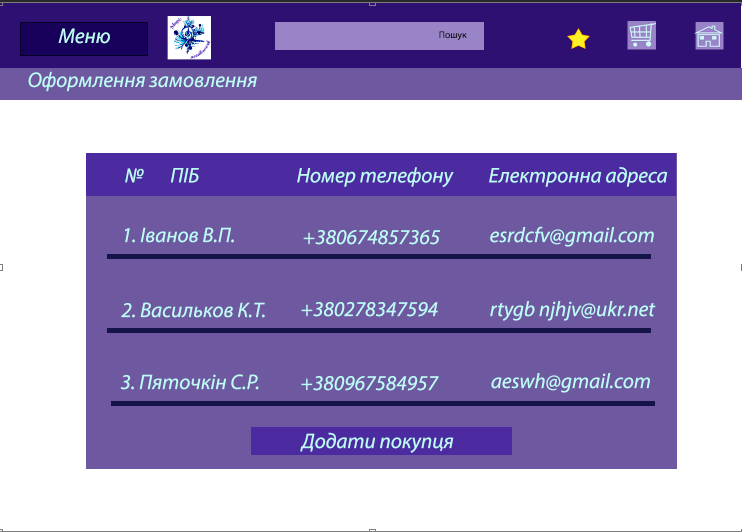 Меню Пошук
Оформлення замовлення
№ ПІБ Номер телефону Електронна адреса
1. Іванов В.П. +380674857365 esrdcfv@gmail.com
2. Васильков К.Т. +380278347594 rtygb njhjv@ukr.net
3. Пяточкін С.Р. +380967584957 aeswh@gmail.com
Додати покупця